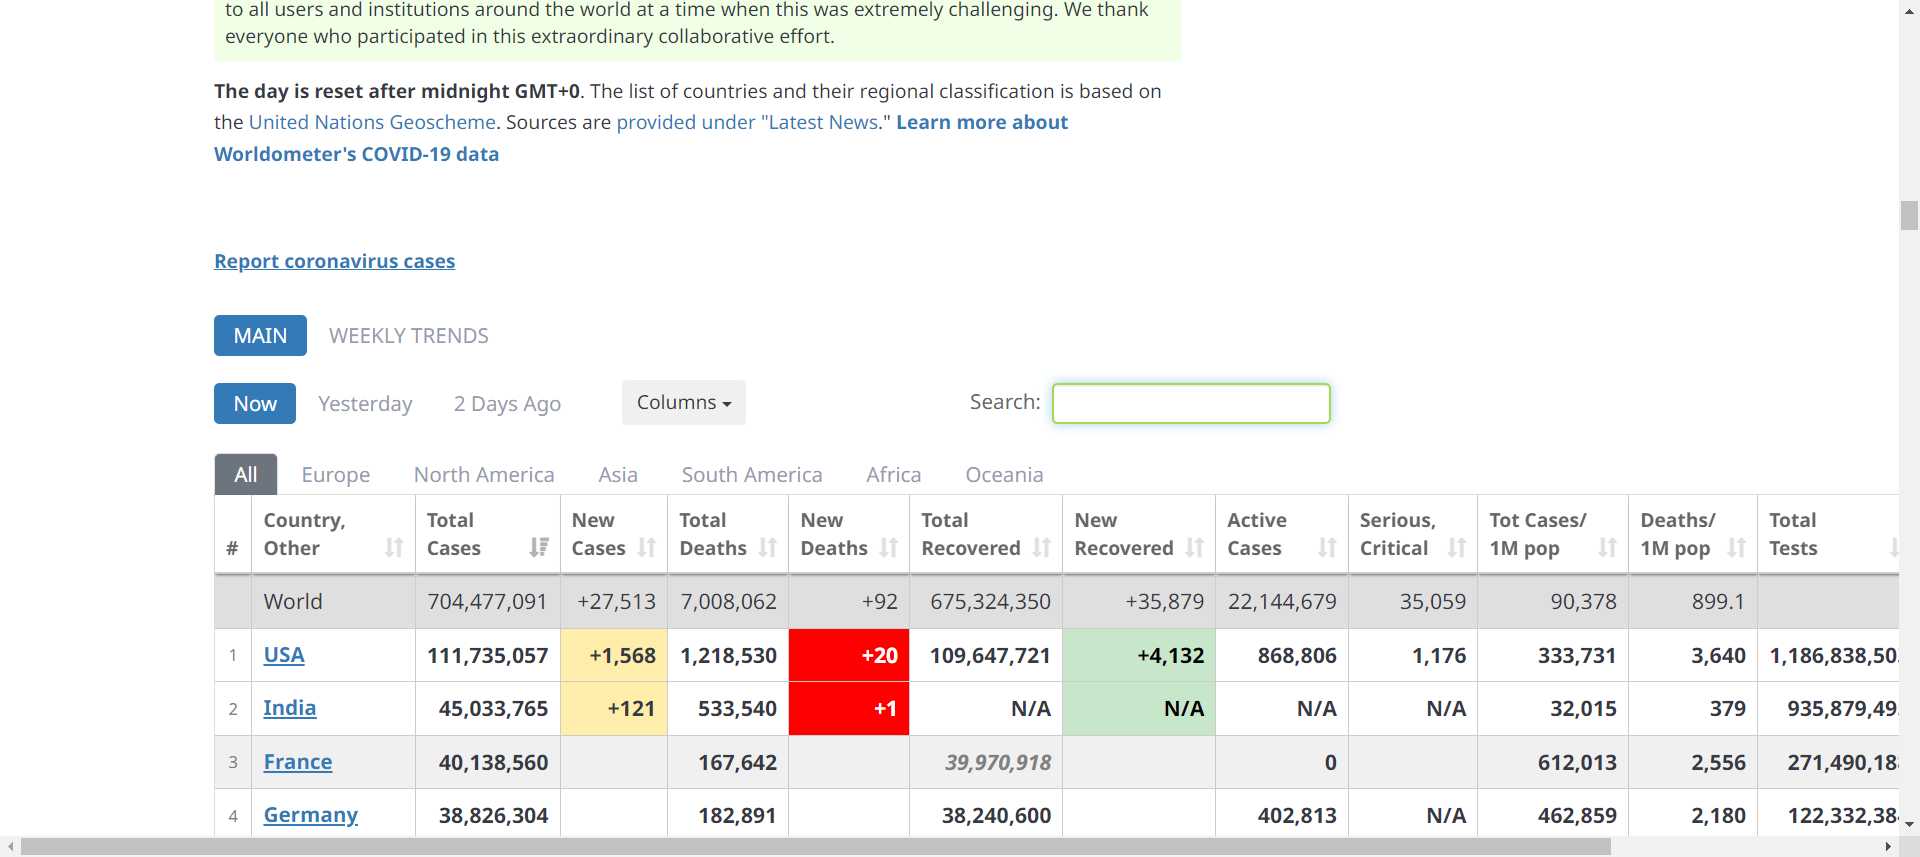 to all users and institutions around the world at a time when this was extremely challenging. We thank
everyone who participated in this extraordinary collaborative effort.
The day is reset after midnight GMT+0. The list of countries and their regional classification is based on
the United Nations Geoscheme. Sources are provided under "Latest News." Learn more about
Worldometer's COVID-19 data
Report coronavirus cases
MAIN WEEKLY TRENDS
Now Yesterday 2 Days Ago Columns Search:
All Europe North America Asia South America Africa Oceania
# Country, Other Total Cases New Cases Total Deaths New Deaths Total Recovered New Recovered Active Cases Serious, Critical Tot Cases/ 1M pop Deaths/ 1M pop Total Tests
World 704,477,091 +27,513 7,008,062 +92 675,324,350 +35,879 22,144,679 35,059 90,378 899.1
1 USA 111,735,057 +1,568 1,218,530 +20 109,647,721 +4,132 868,806 1,176 333,731 3,640 1,186,838,50
2 India 45,033,765 +121 533,540 +1 N/A N/A N/A N/A 32,015 379 935,879,49
3 France 40,138,560 167,642 39,970,918 0 612,013 2,556 271,490,18
4 Germany 38,826,304 182,891 38,240,600 402,813 N/A 462,859 2,180 122,332,38